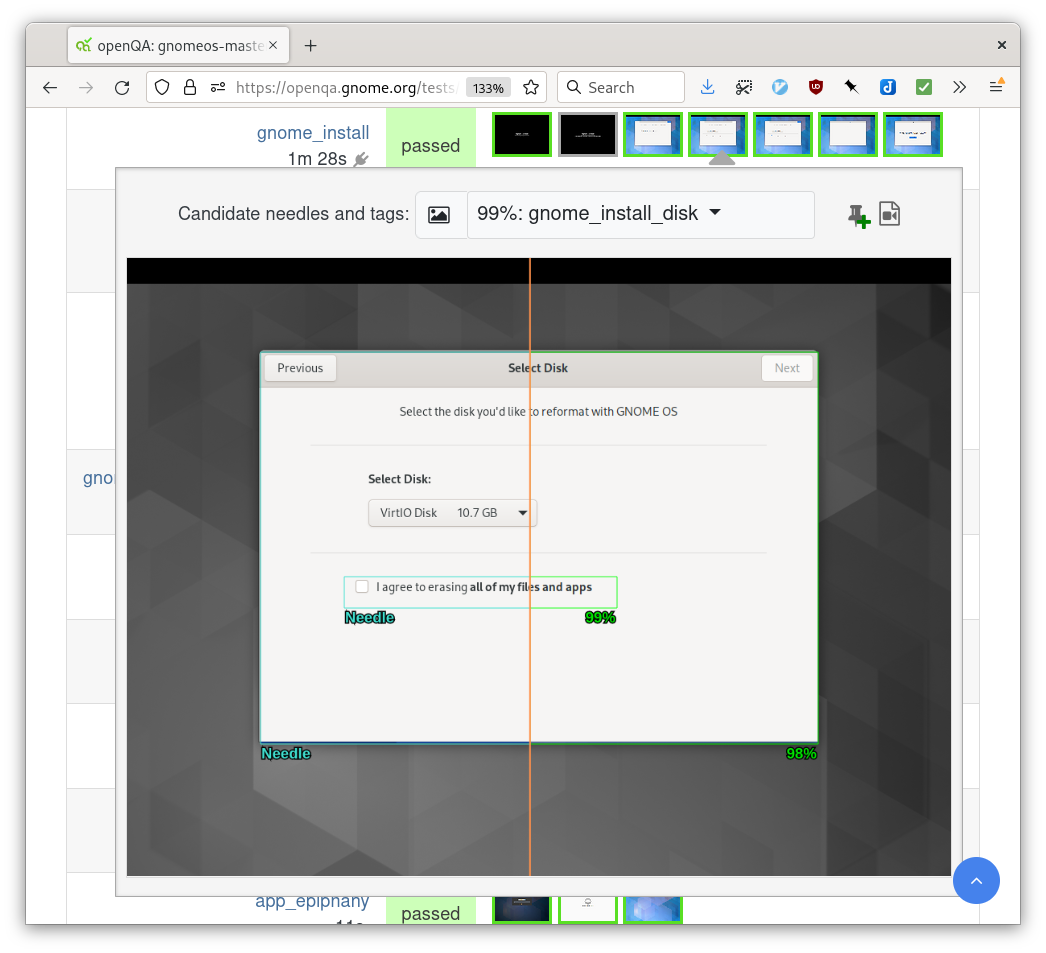 openQA: gnomeos-maste
https://openqa.gnome.org/tests/
133%
Search
gnome_install
1m 28s
passed
Candidate needles and tags:
99%: gnome_install_disk
Previous
Select Disk
Next
Select the disk you'd like to reformat with GNOME OS
Select Disk:
VirtIO Disk 10.7 GB
I agree to erasing all of my files and apps
Needle
99%
Needle
98%
gno
app_epiphany
passed